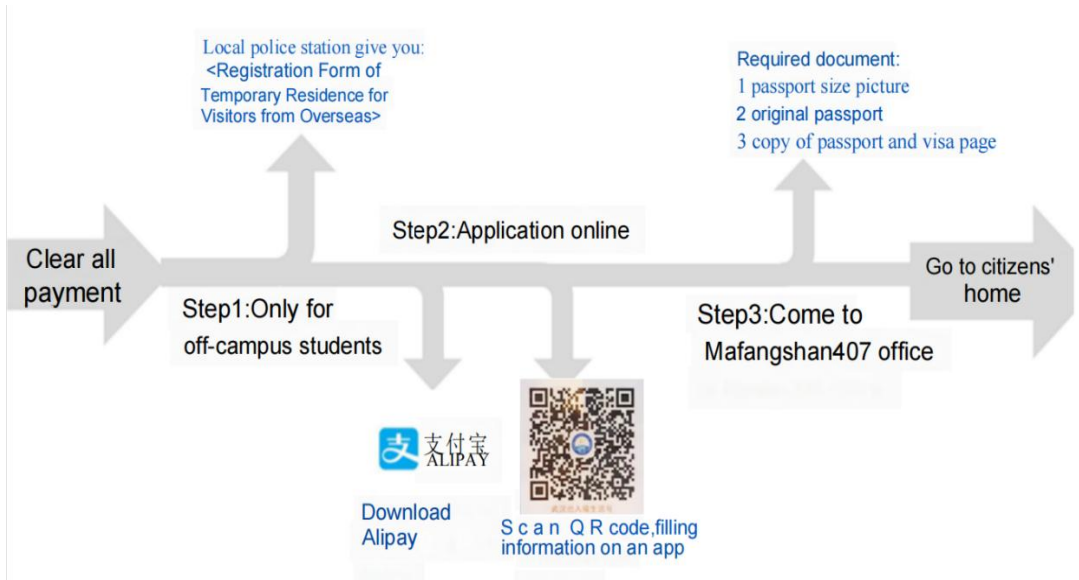 Local police station give you:
<Registration Form of
Temporary Residence for
Visitors from Overseas>
Required document:
1 passport size picture
2 original passport
3 copy of passport and visa page
Clear all
payment
Step1:Only for
off-campus students
Step2:Application online
支付宝
ALIPAY
Download
Alipay
Scan QR code,filling
information on an app
Step3:Come to
Mafangshan407 office
Go to citizens'
home